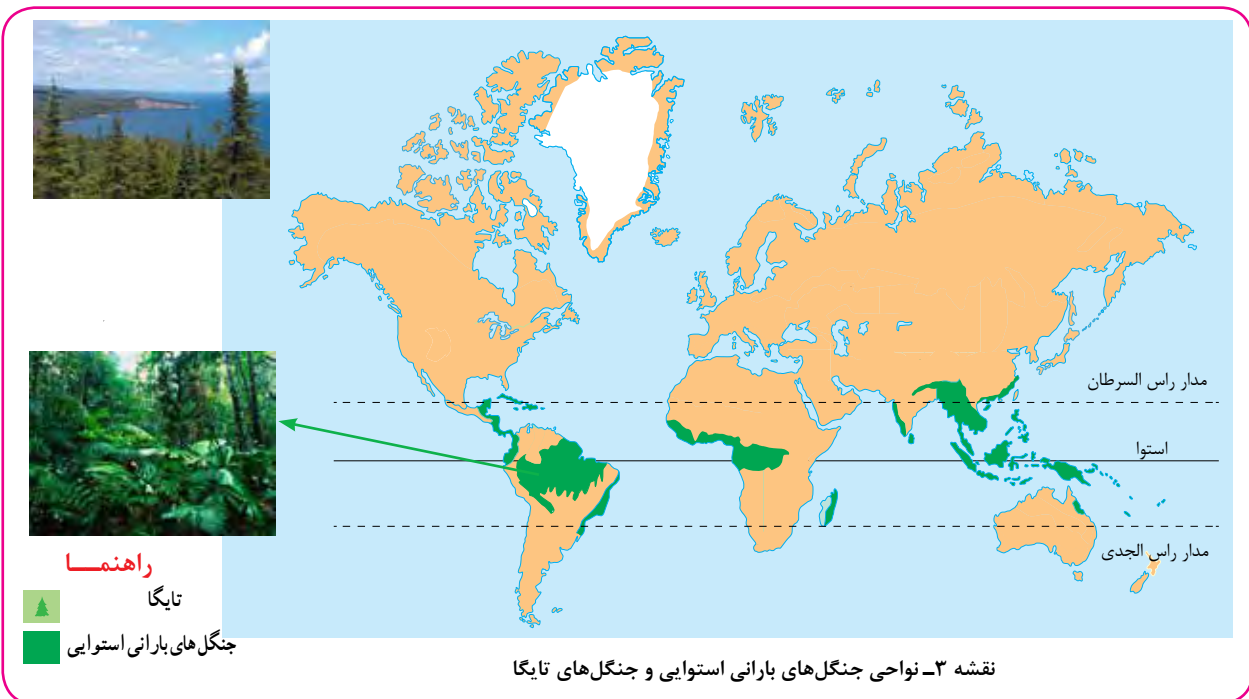 مدار راس السرطان
استوا
مدار راس الجدی
راهنمـــا
تایگا
جنگل‌های بارانی استوایی
نقشه ۳ــ نواحی جنگل‌های بارانی استوایی و جنگل‌های تایگا